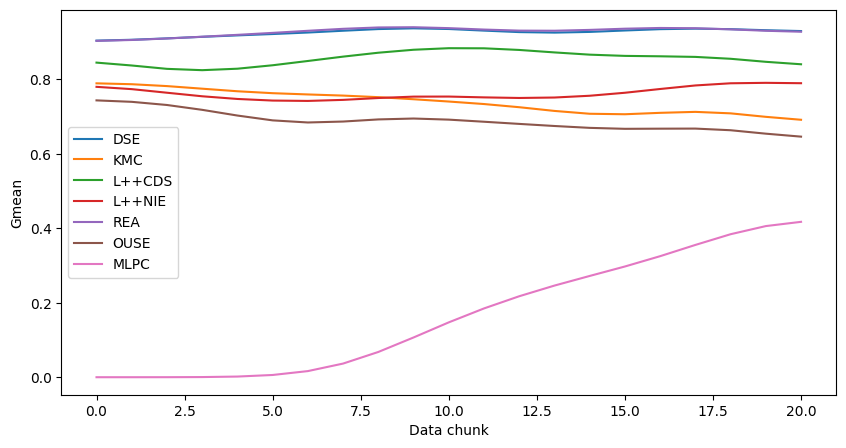 Gmean
0.8
0.6
0.4
0.2
0.0
DSE
KMC
L++CDS
L++NIE
REA
OUSE
MLPC
0.0 2.5 5.0 7.5 10.0 12.5 15.0 17.5 20.0
Data chunk